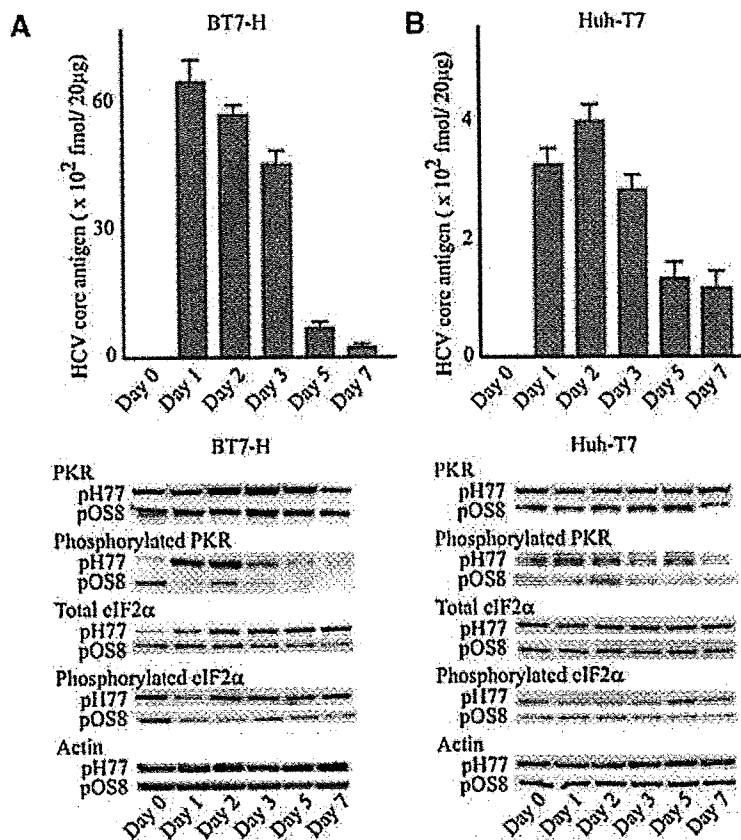 A
BT7-H
HCV core antigen ( x 10² fmol/ 20µg)
60
30
0
Day 0 Day 1 Day 2 Day 3 Day 5 Day 7
B
Huh-T7
HCV core antigen ( x 10² fmol/ 20µg)
4
2
0
Day 0 Day 1 Day 2 Day 3 Day 5 Day 7
BT7-H
PKR
pH77
pOS8
Phosphorylated PKR
pH77
pOS8
Total eIF2α
pH77
pOS8
Phosphorylated eIF2α
pH77
pOS8
Actin
pH77
pOS8
Day 0 Day 1 Day 2 Day 3 Day 5 Day 7
Huh-T7
PKR
pH77
pOS8
Phosphorylated PKR
pH77
pOS8
Total eIF2α
pH77
pOS8
Phosphorylated eIF2α
pH77
pOS8
Actin
pH77
pOS8
Day 0 Day 1 Day 2 Day 3 Day 5 Day 7